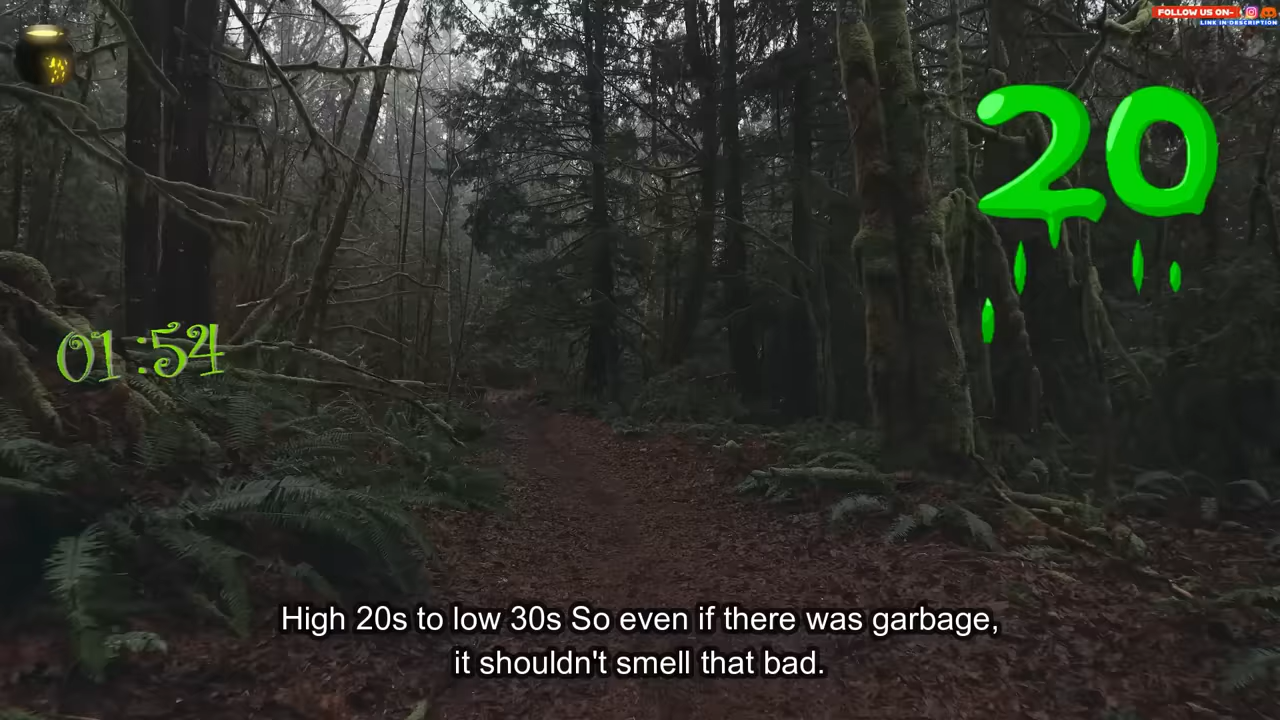 FOLLOW US ON-
LINK IN DESCRIPTION
20
01:54
High 20s to low 30s So even if there was garbage,
it shouldn't smell that bad.